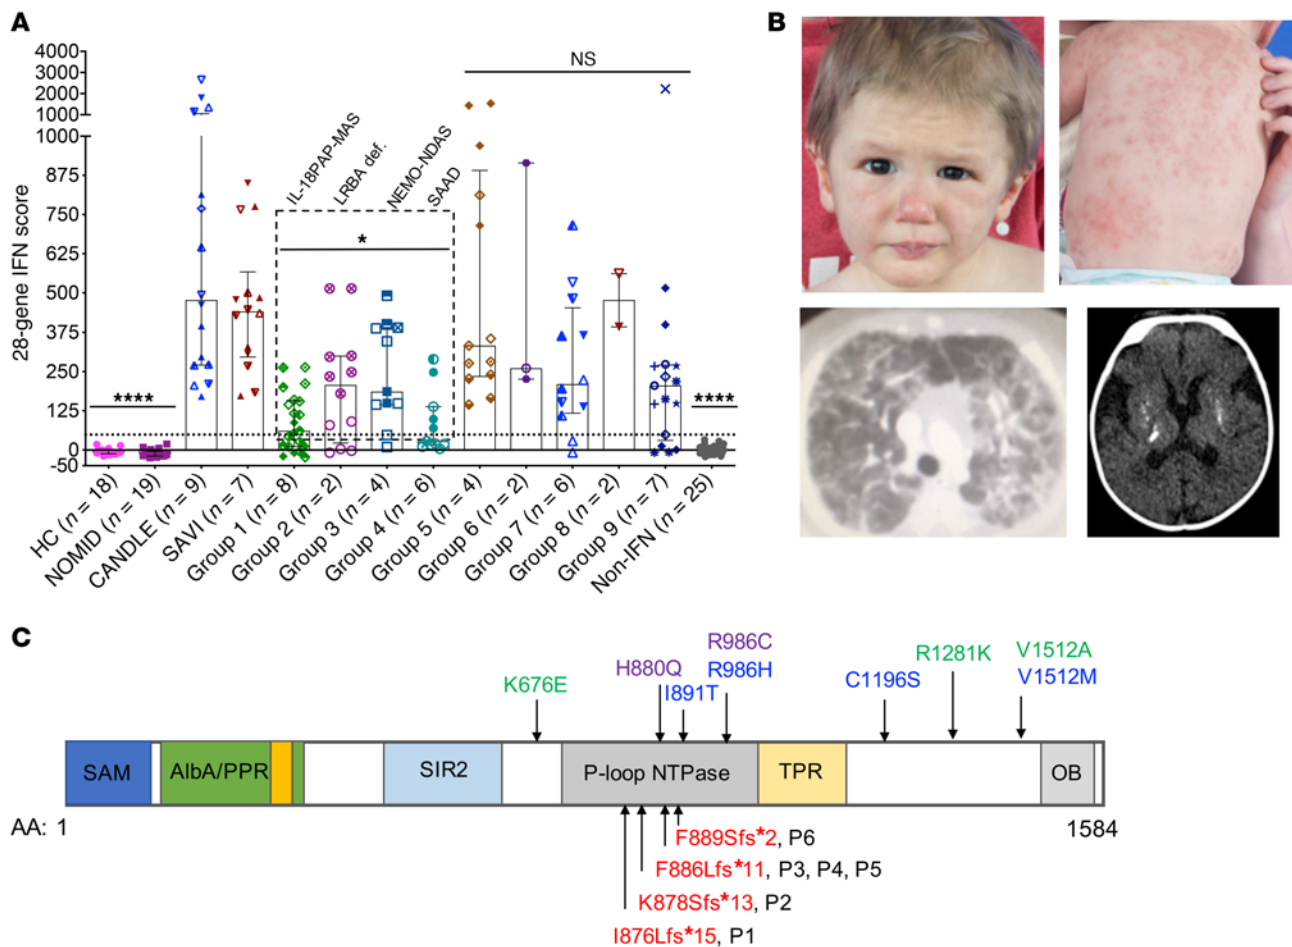 A
4000
3000
2000
1000
1000
875
750
625
500
375
250
125
0
-50
28-gene IFN score
NS
IL-18PAP-MAS
LRBA def.
NEMO-NDAS
SAAD
*
****
****
HC (n = 18)
NOMID (n = 19)
CANDLE (n = 9)
SAVI (n = 7)
Group 1 (n = 8)
Group 2 (n = 2)
Group 3 (n = 4)
Group 4 (n = 6)
Group 5 (n = 4)
Group 6 (n = 2)
Group 7 (n = 6)
Group 8 (n = 2)
Group 9 (n = 7)
Non-IFN (n = 25)
B
C
K676E
H880Q
I891T
R986C
R986H
C1196S
R1281K
V1512A
V1512M
SAM
AlbA/PPR
SIR2
P-loop NTPase
TPR
OB
AA: 1
1584
F889Sfs*2, P6
F886Lfs*11, P3, P4, P5
K878Sfs*13, P2
I876Lfs*15, P1